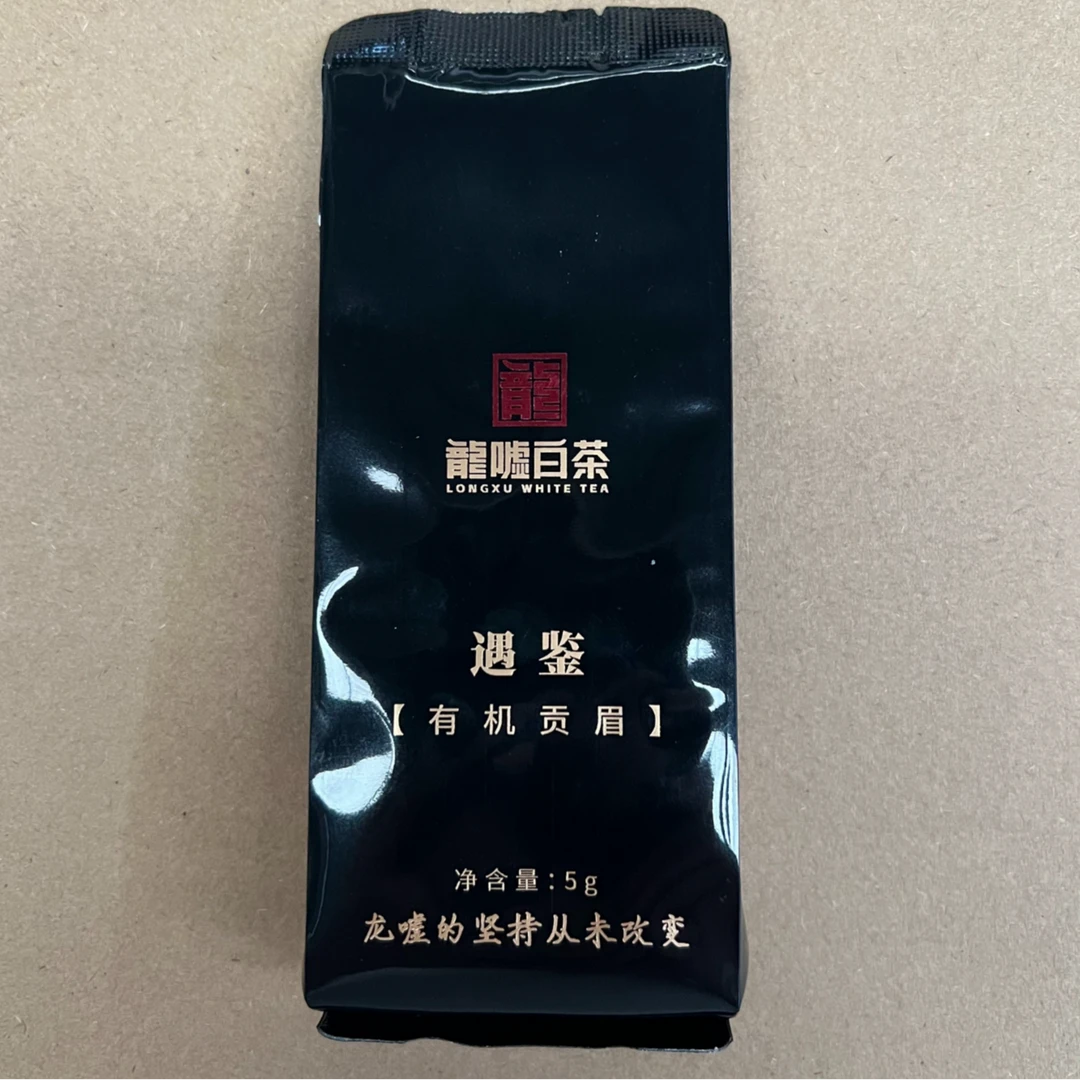 龍
龍噓白茶
LONGXU WHITE TEA
遇鉴
【有机贡眉】
净含量:5g
龙嘘的坚持从未改变